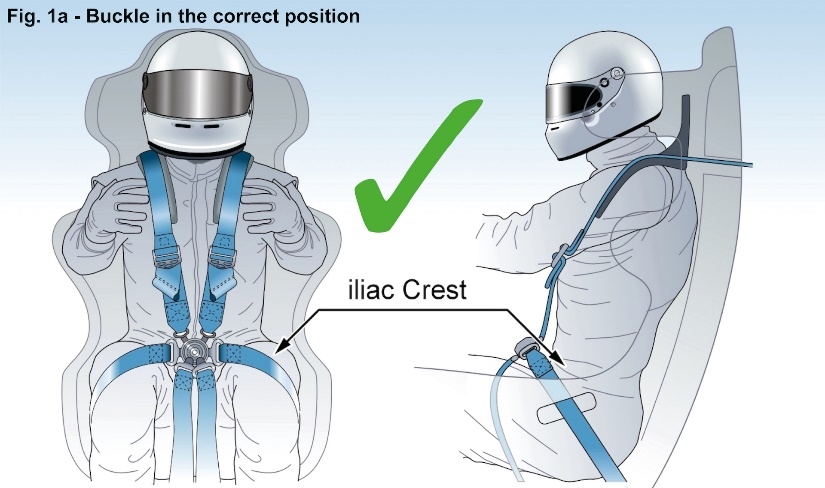 Fig. 1a - Buckle in the correct position
iliac Crest